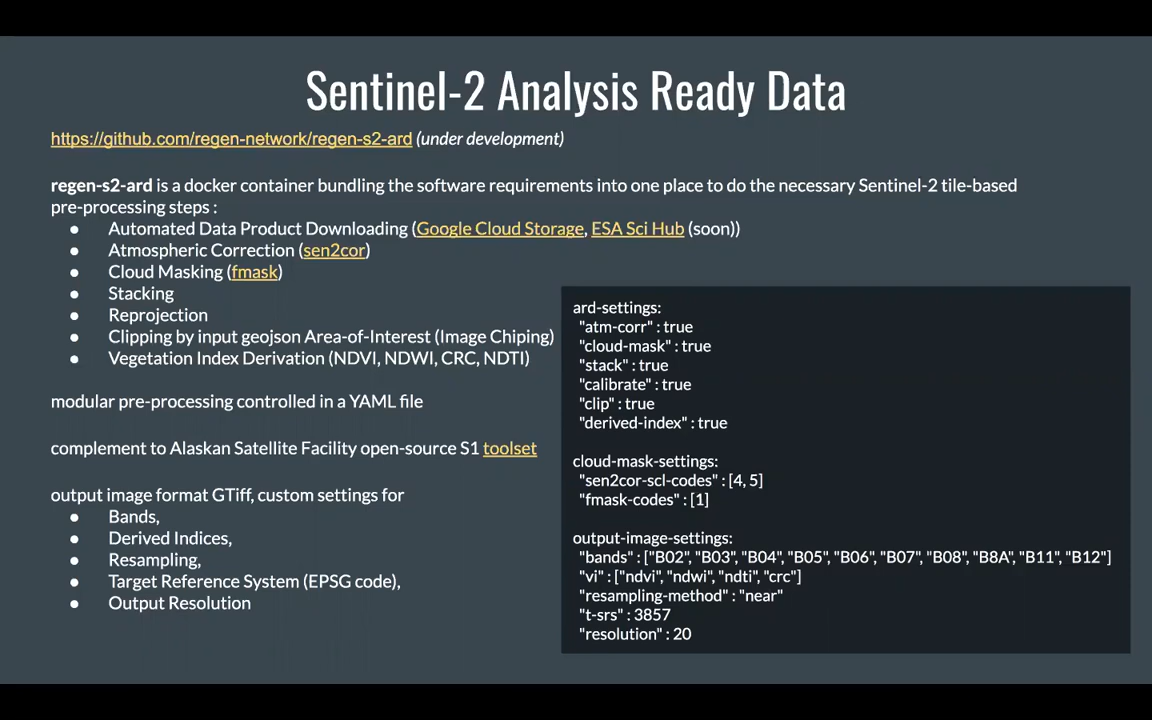 Sentinel-2 Analysis Ready Data
https://github.com/regen-network/regen-s2-ard (under development)
regen-s2-ard is a docker container bundling the software requirements into one place to do the necessary Sentinel-2 tile-based
pre-processing steps :
● Automated Data Product Downloading (Google Cloud Storage, ESA Sci Hub (soon))
● Atmospheric Correction (sen2cor)
● Cloud Masking (fmask)
● Stacking
● Reprojection
● Clipping by input geojson Area-of-Interest (Image Chiping)
● Vegetation Index Derivation (NDVI, NDWI, CRC, NDTI)
modular pre-processing controlled in a YAML file
complement to Alaskan Satellite Facility open-source S1 toolset
output image format GTiff, custom settings for
● Bands,
● Derived Indices,
● Resampling,
● Target Reference System (EPSG code),
● Output Resolution
ard-settings:
"atm-corr" : true
"cloud-mask" : true
"stack" : true
"calibrate" : true
"clip" : true
"derived-index" : true
cloud-mask-settings:
"sen2cor-scl-codes" : [4, 5]
"fmask-codes" : [1]
output-image-settings:
"bands" : ["B02", "B03", "B04", "B05", "B06", "B07", "B08", "B8A", "B11", "B12"]
"vi" : ["ndvi", "ndwi", "ndti", "crc"]
"resampling-method" : "near"
"t-srs" : 3857
"resolution" : 20